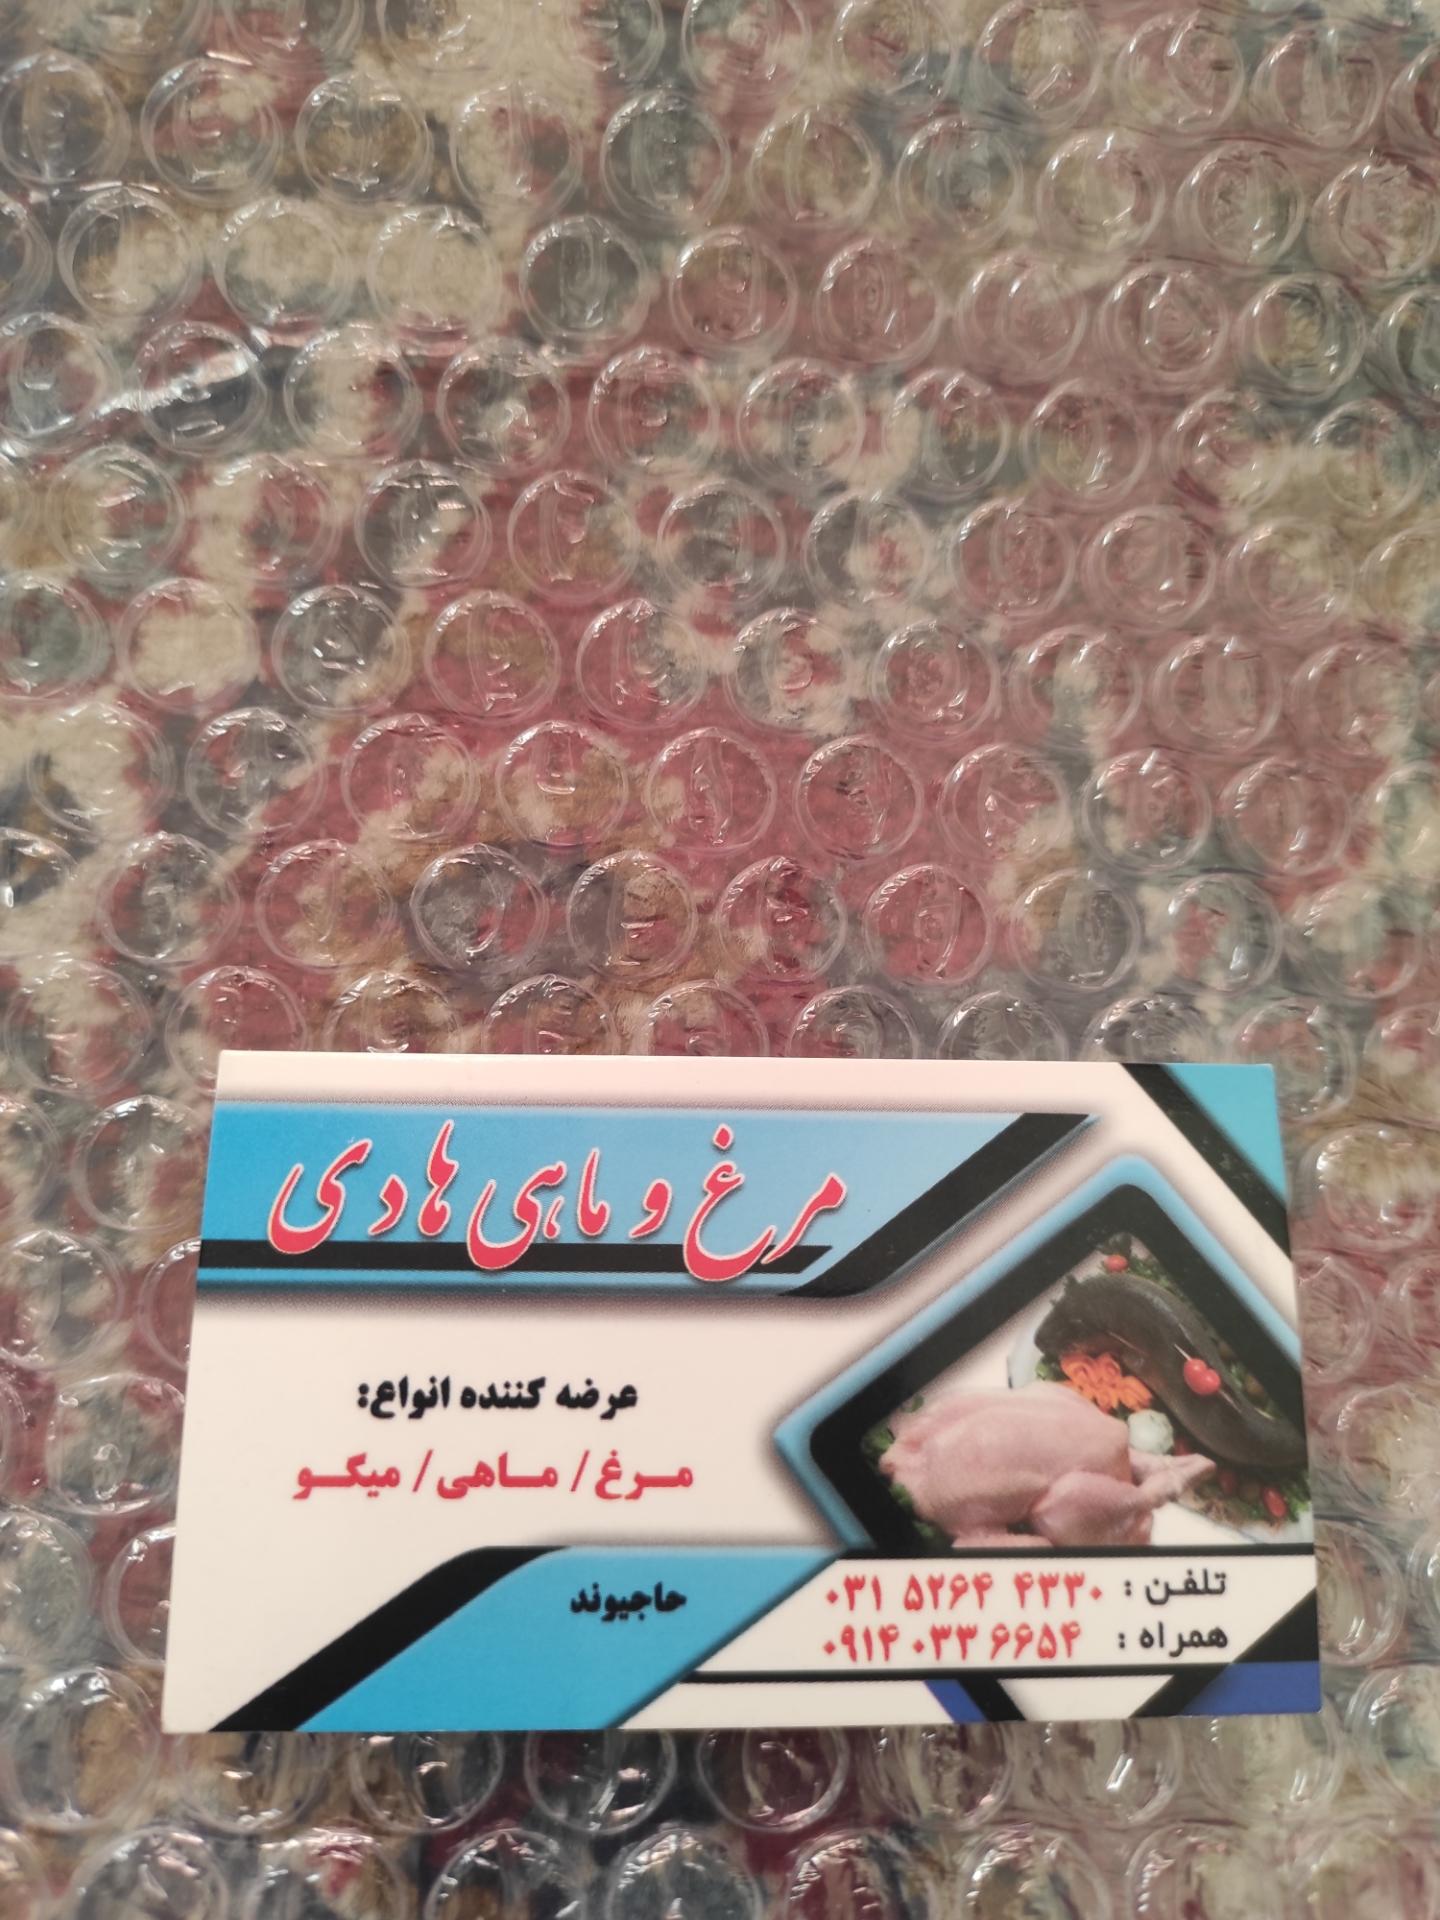 مرغ و ماهی هادی
عرضه کننده انواع:
مرغ / ماهی / میگو
حاجیوند
تلفن : ۰۳۱ ۵۲۶۴ ۴۳۳۰
همراه : ۰۹۱۴ ۰۳۳ ۶۶۵۴